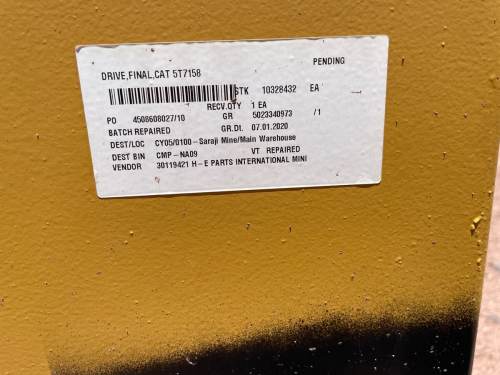 DRIVE,FINAL,CAT 5T7158 PENDING
STK 10328432 EA
RECV.QTY 1 EA
PO 4508608027/10 GR 5023340973 /1
BATCH REPAIRED GR.Dt. 07.01.2020
DEST/LOC CY05/0100-Saraji Mine/Main Warehouse
DEST BIN CMP-NA09 VT REPAIRED
VENDOR 30119421 H-E PARTS INTERNATIONAL MINI